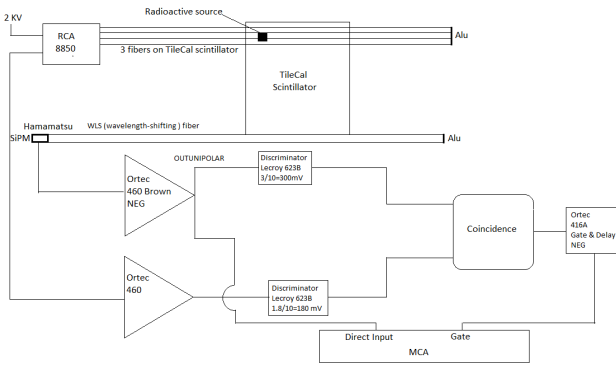 Radioactive source
2 KV
RCA
8850
Alu
3 fibers on TileCal scintillator
TileCal
Scintillator
Hamamatsu
WLS (wavelength-shifting ) fiber
SiPM
Alu
OUTUNIPOLAR
Discriminator
Lecroy 623B
3/10=300mV
Ortec
460 Brown
NEG
Coincidence
Ortec
416A
Gate & Delay
NEG
Ortec
460
Discriminator
Lecroy 623B
1.8/10=180 mV
Direct Input
Gate
MCA